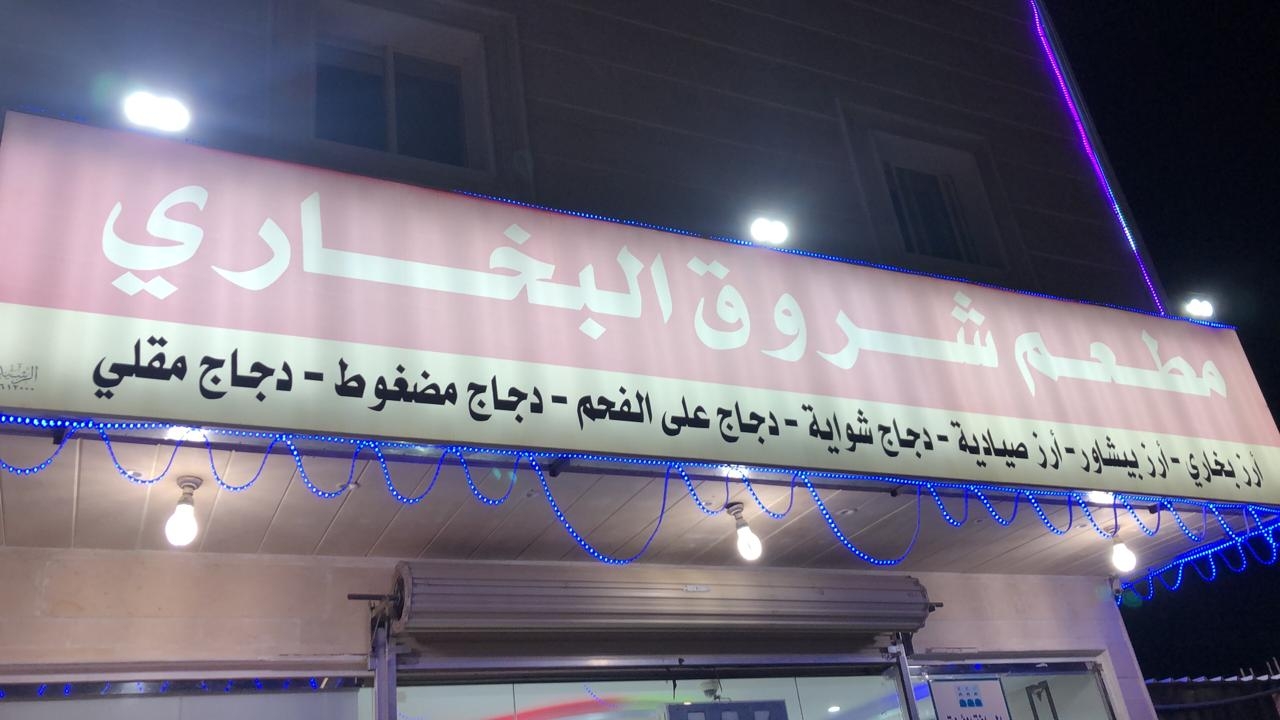 مطعم شروق البخاري
أرز بخاري - أرز بيشاور - أرز صيادية - دجاج شواية - دجاج على الفحم - دجاج مضغوط - دجاج مقلي